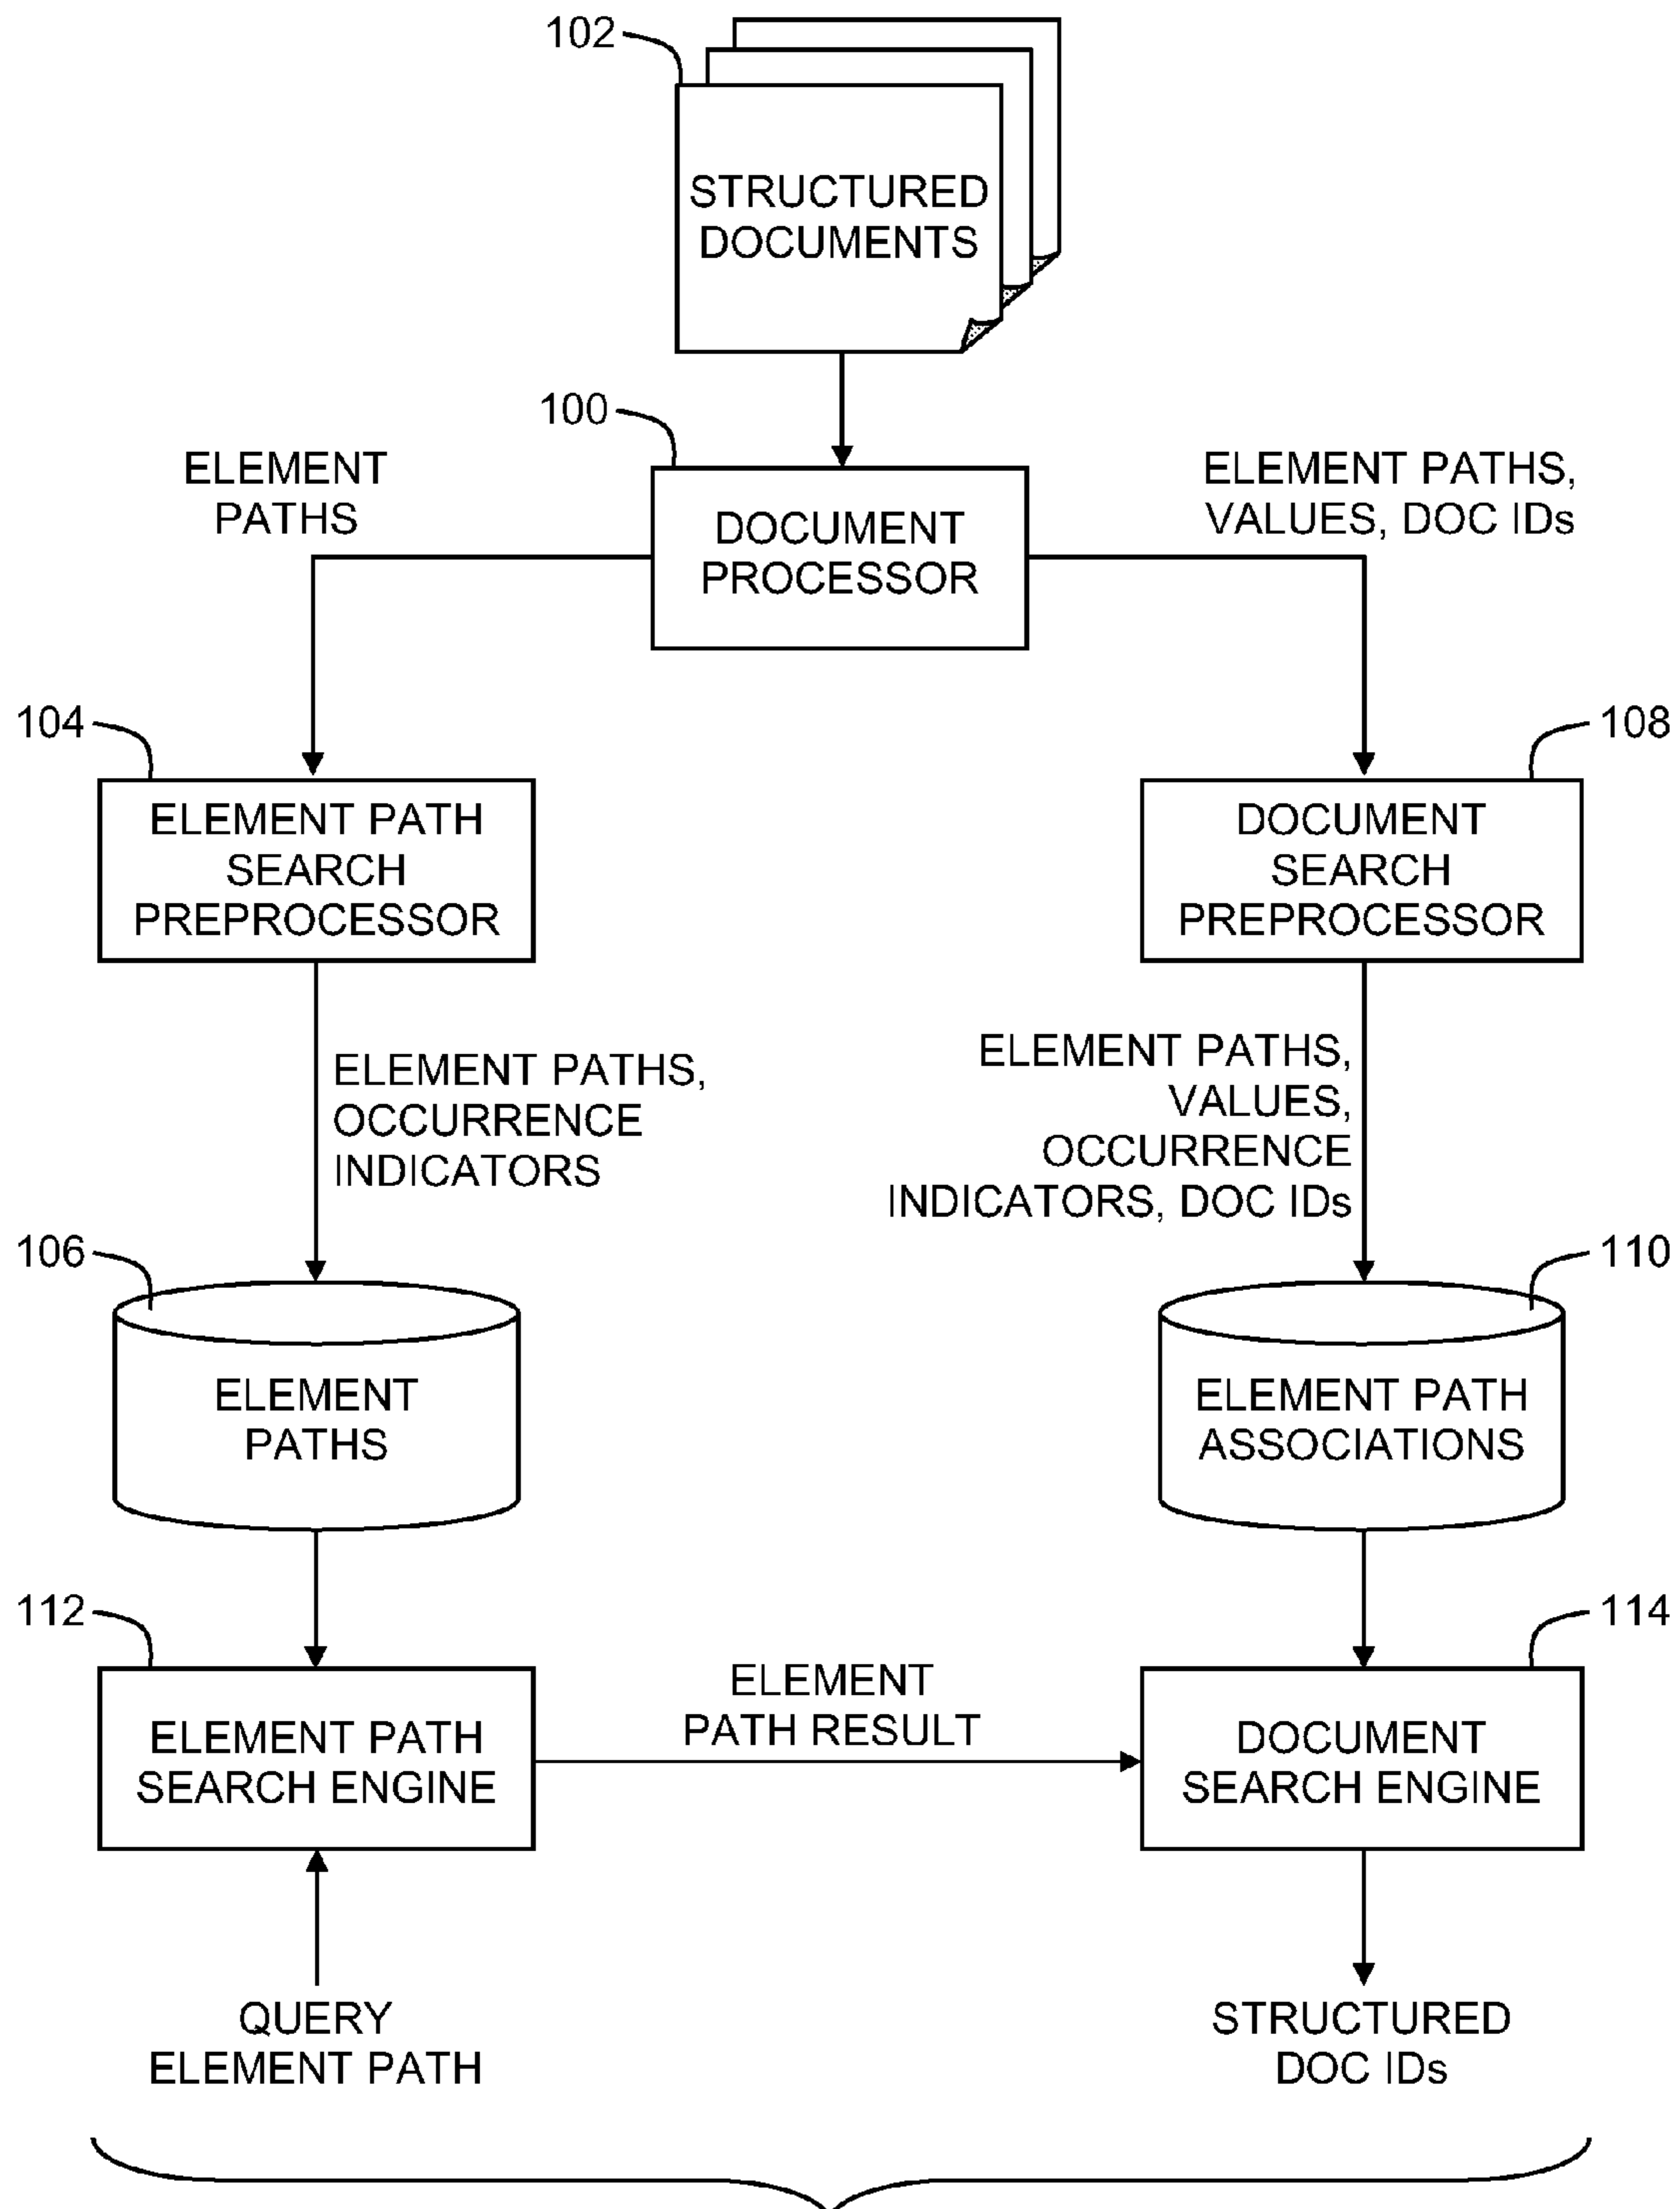 102
STRUCTURED
DOCUMENTS
100
ELEMENT
PATHS
DOCUMENT
PROCESSOR
ELEMENT PATHS,
VALUES, DOC IDs
104
ELEMENT PATH
SEARCH
PREPROCESSOR
108
DOCUMENT
SEARCH
PREPROCESSOR
ELEMENT PATHS,
OCCURRENCE
INDICATORS
ELEMENT PATHS,
VALUES,
OCCURRENCE
INDICATORS, DOC IDs
106
ELEMENT
PATHS
110
ELEMENT PATH
ASSOCIATIONS
112
ELEMENT PATH
SEARCH ENGINE
ELEMENT
PATH RESULT
114
DOCUMENT
SEARCH ENGINE
QUERY
ELEMENT PATH
STRUCTURED
DOC IDs